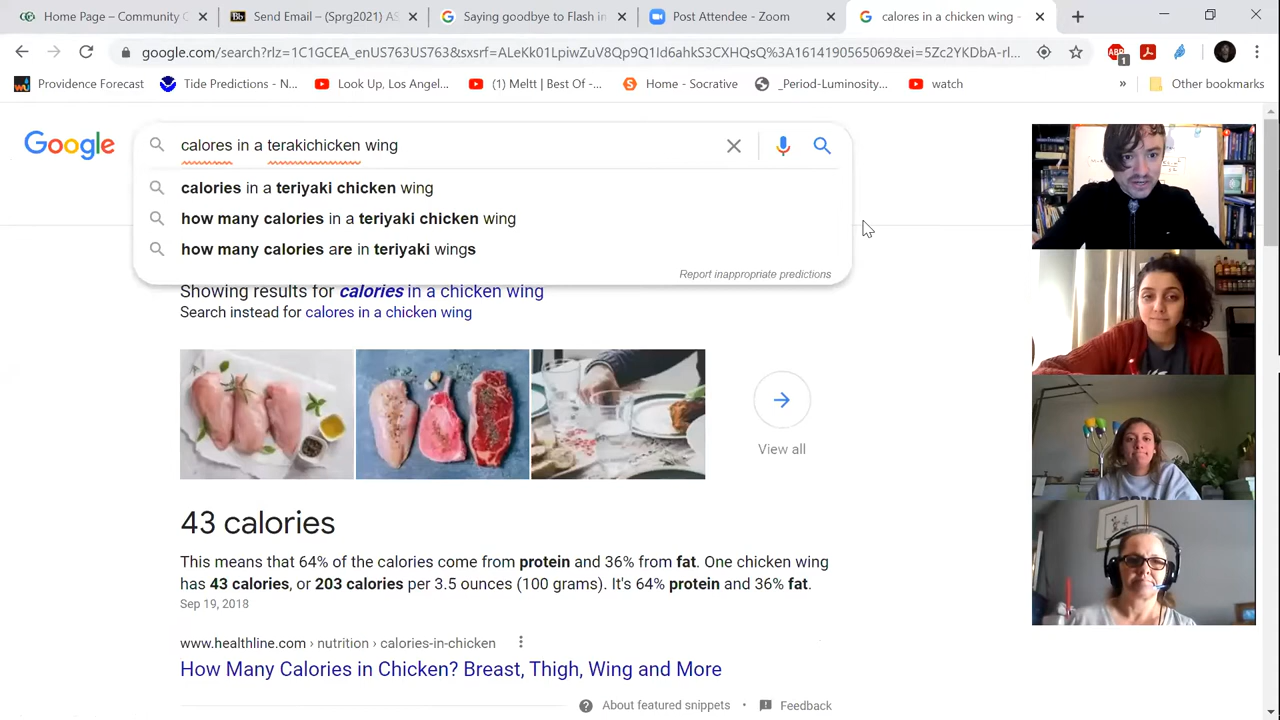 Home Page – Community C
Send Email – (Sprg2021) AS
Saying goodbye to Flash in
Post Attendee - Zoom
calores in a chicken wing -
google.com/search?rlz=1C1GCEA_enUS763US763&sxsrf=ALeKk01LpiwZuV8Qp9Q1Id6ahkS3CXHQsQ%3A1614190565069&ei=5Zc2YKDbA-rI...
ABP
1
Providence Forecast
Tide Predictions - N...
Look Up, Los Angel...
(1) Meltt | Best Of -...
Home - Socrative
_Period-Luminosity...
watch
»
Other bookmarks
Google
calores in a terakichicken wing
calories in a teriyaki chicken wing
how many calories in a teriyaki chicken wing
how many calories are in teriyaki wings
Report inappropriate predictions
Showing results for calories in a chicken wing
Search instead for calores in a chicken wing
View all
43 calories
This means that 64% of the calories come from protein and 36% from fat. One chicken wing
has 43 calories, or 203 calories per 3.5 ounces (100 grams). It's 64% protein and 36% fat.
Sep 19, 2018
www.healthline.com › nutrition › calories-in-chicken
How Many Calories in Chicken? Breast, Thigh, Wing and More
About featured snippets • Feedback